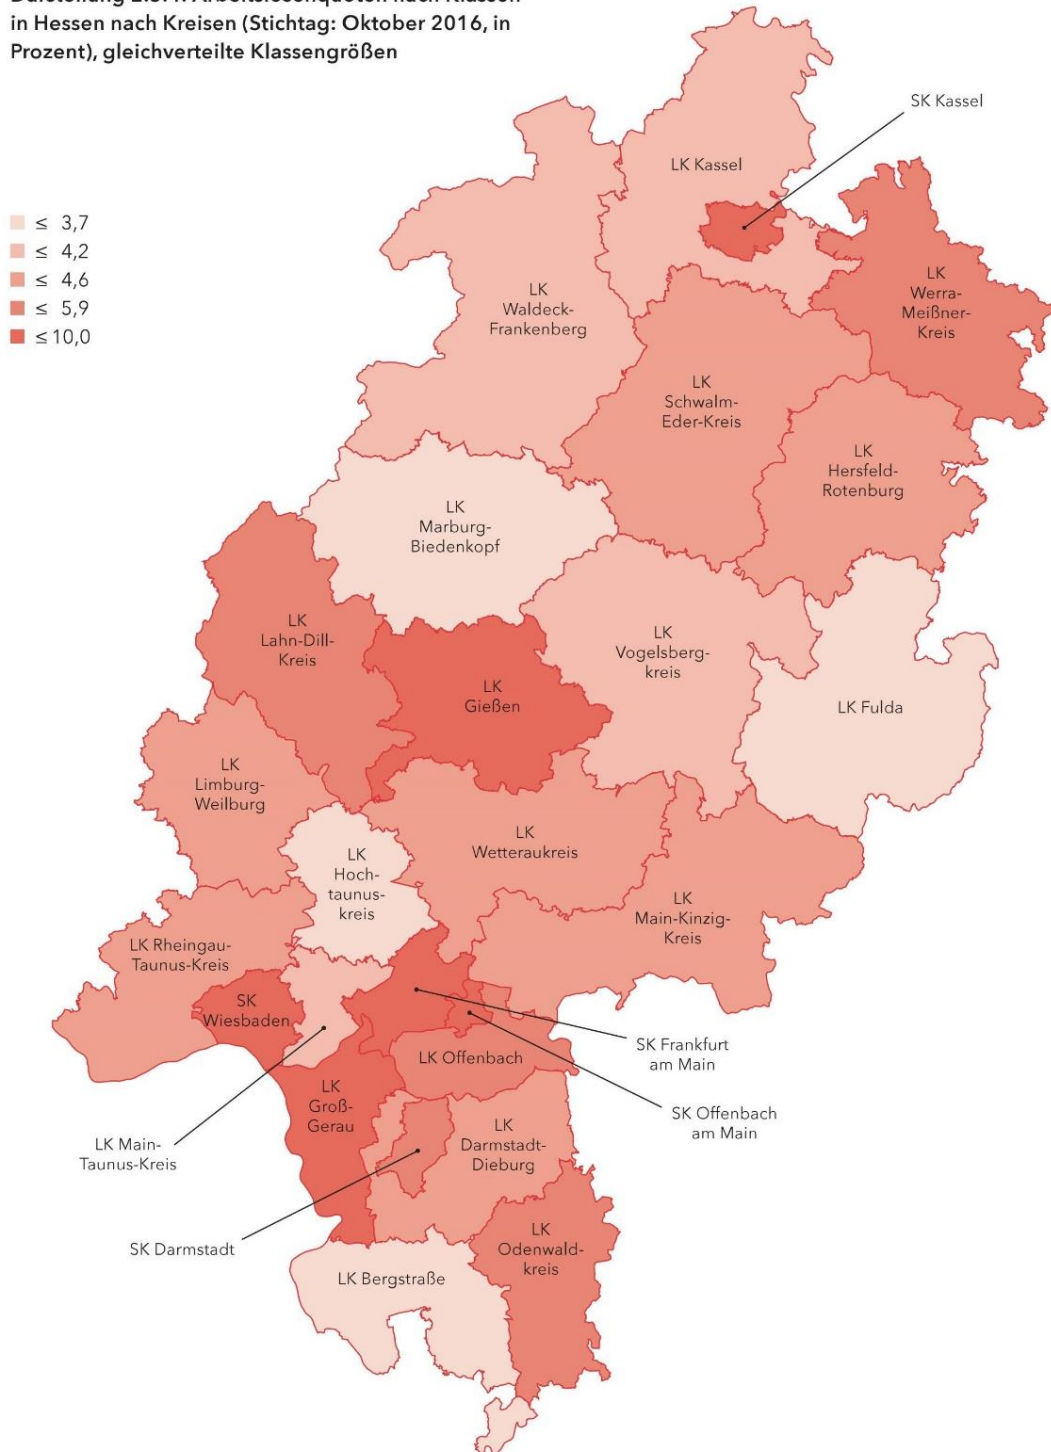 in Hessen nach Kreisen (Stichtag: Oktober 2016, in
Prozent), gleichverteilte Klassengrößen
≤ 3,7
≤ 4,2
≤ 4,6
≤ 5,9
≤ 10,0
SK Kassel
LK Kassel
LK
Werra-
Meißner-
Kreis
LK
Waldeck-
Frankenberg
LK
Schwalm-
Eder-Kreis
LK
Hersfeld-
Rotenburg
LK
Marburg-
Biedenkopf
LK
Lahn-Dill-
Kreis
LK
Vogelsberg-
kreis
LK
Gießen
LK Fulda
LK
Limburg-
Weilburg
LK
Wetteraukreis
LK
Hoch-
taunus-
kreis
LK
Main-Kinzig-
Kreis
LK Rheingau-
Taunus-Kreis
SK
Wiesbaden
SK Frankfurt
am Main
LK Offenbach
LK
Groß-
Gerau
SK Offenbach
am Main
LK Main-
Taunus-Kreis
LK
Darmstadt-
Dieburg
SK Darmstadt
LK
Odenwald-
kreis
LK Bergstraße